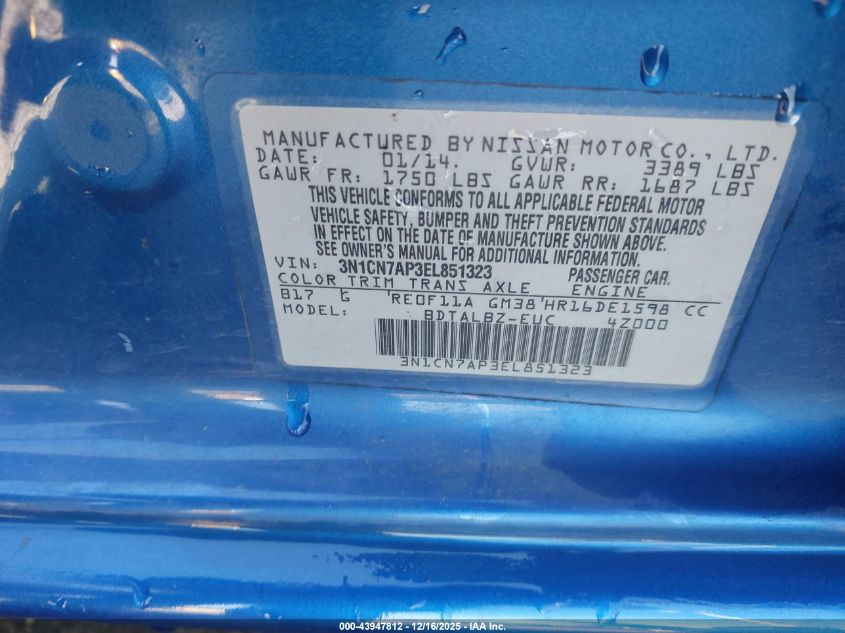 MANUFACTURED BY NISSAN MOTOR CO., LTD.
DATE: 01/14. GVWR: 3389 LBS
GAWR FR: 1750 LBS GAWR RR: 1687 LBS
THIS VEHICLE CONFORMS TO ALL APPLICABLE FEDERAL MOTOR
VEHICLE SAFETY, BUMPER AND THEFT PREVENTION STANDARDS
IN EFFECT ON THE DATE OF MANUFACTURE SHOWN ABOVE.
SEE OWNER'S MANUAL FOR ADDITIONAL INFORMATION.
VIN: 3N1CN7AP3EL851323 PASSENGER CAR.
COLOR TRIM TRANS AXLE ENGINE
B17 G 'RE0F11A GM38'HR16DE1598 CC
MODEL: BDTALBZ-EUC 4Z000
3N1CN7AP3EL851323
000-43947812 - 12/16/2025 - IAA Inc.